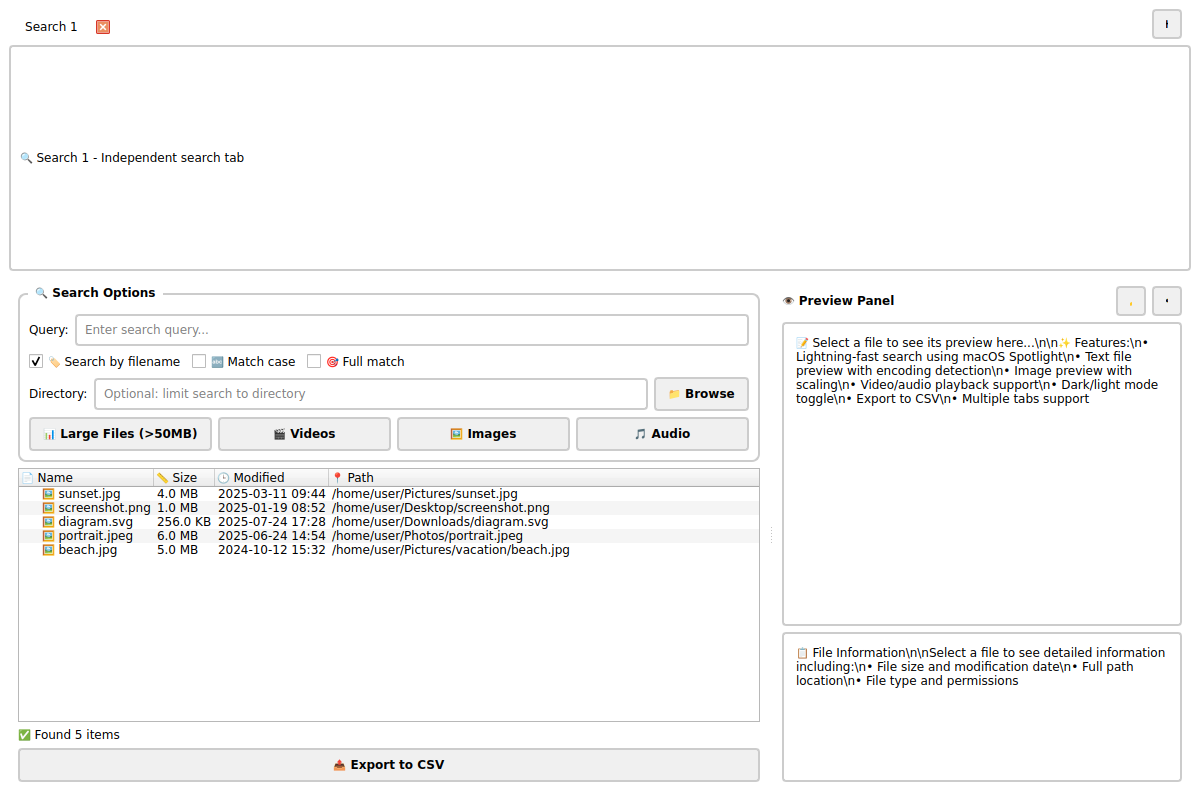 Search 1
🔍 Search 1 - Independent search tab
🔍 Search Options
Query: Enter search query...
🏷️ Search by filename 🔤 Match case 🎯 Full match
Directory: Optional: limit search to directory 📁 Browse
📊 Large Files (>50MB) 🎬 Videos 🖼️ Images 🎵 Audio
📄 Name 📏 Size 🕒 Modified 📍 Path
🖼️ sunset.jpg 4.0 MB 2025-03-11 09:44 /home/user/Pictures/sunset.jpg
🖼️ screenshot.png 1.0 MB 2025-01-19 08:52 /home/user/Desktop/screenshot.png
🖼️ diagram.svg 256.0 KB 2025-07-24 17:28 /home/user/Downloads/diagram.svg
🖼️ portrait.jpeg 6.0 MB 2025-06-24 14:54 /home/user/Photos/portrait.jpeg
🖼️ beach.jpg 5.0 MB 2024-10-12 15:32 /home/user/Pictures/vacation/beach.jpg
✅ Found 5 items
📤 Export to CSV
👁️ Preview Panel
📝 Select a file to see its preview here...\n\n✨ Features:\n•
Lightning-fast search using macOS Spotlight\n• Text file
preview with encoding detection\n• Image preview with
scaling\n• Video/audio playback support\n• Dark/light mode
toggle\n• Export to CSV\n• Multiple tabs support
📋 File Information\n\nSelect a file to see detailed information
including:\n• File size and modification date\n• Full path
location\n• File type and permissions